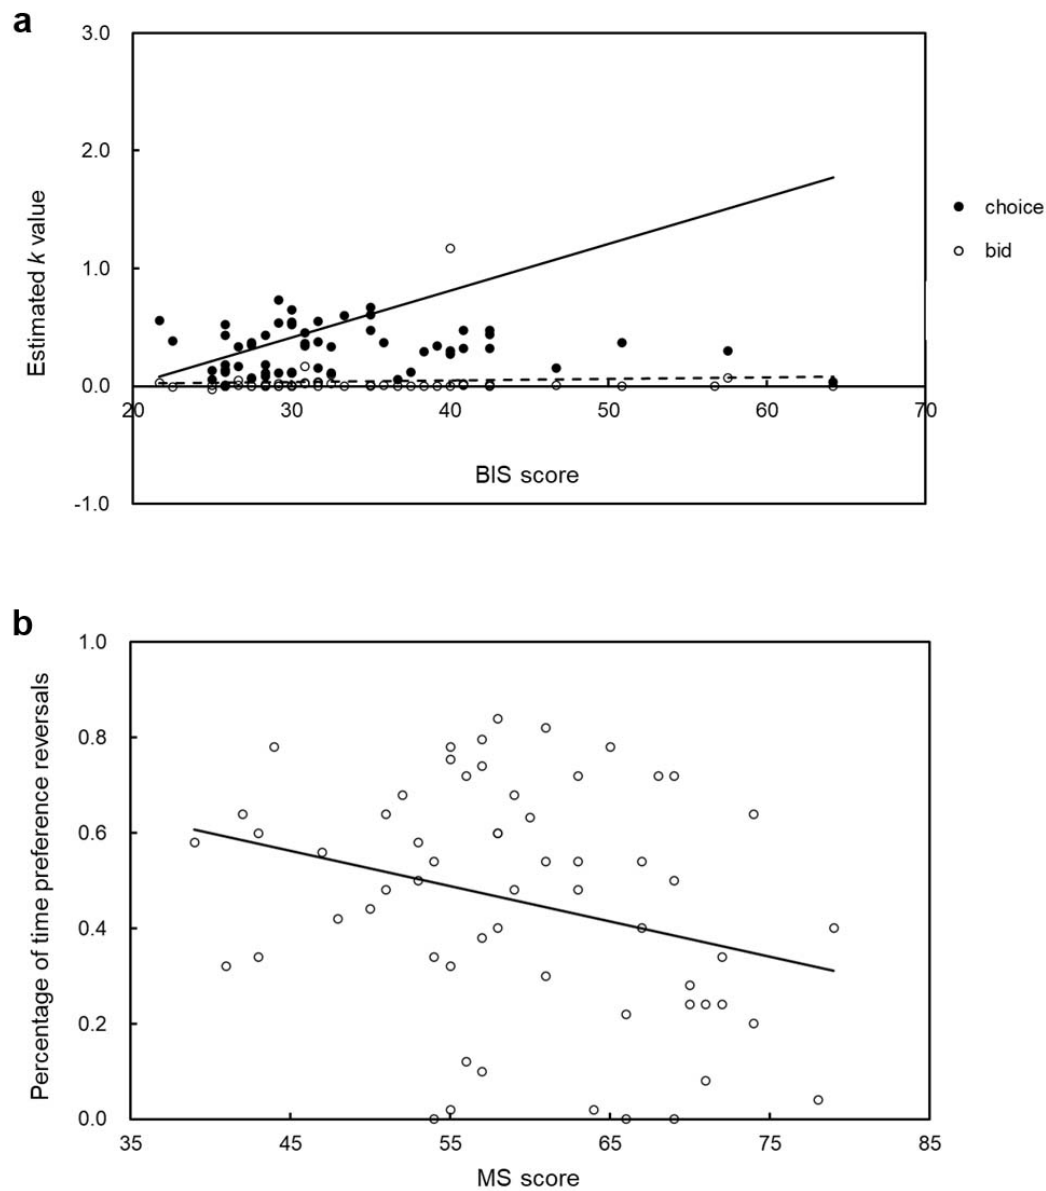 a
3.0
2.0
1.0
0.0
-1.0
Estimated k value
20 30 40 50 60 70
BIS score
choice
bid
b
1.0
0.8
0.6
0.4
0.2
0.0
Percentage of time preference reversals
35 45 55 65 75 85
MS score